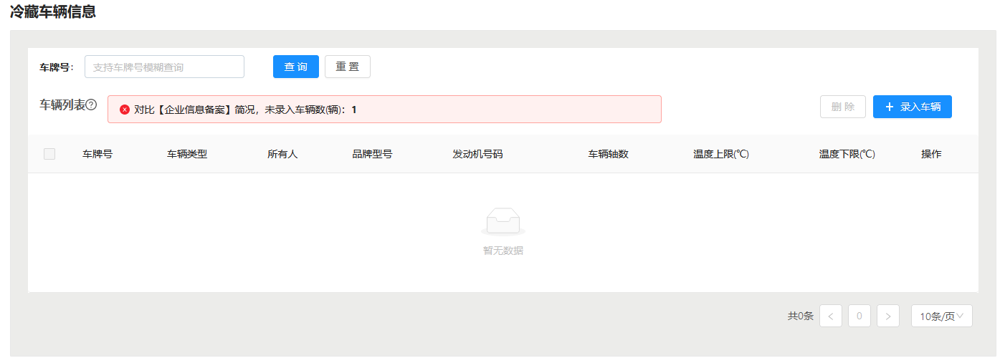 冷藏车辆信息
车牌号： 支持车牌号模糊查询 查 询 重 置
车辆列表 对比【企业信息备案】简况，未录入车辆数(辆)：1 删 除 录入车辆
车牌号 车辆类型 所有人 品牌型号 发动机号码 车辆轴数 温度上限(℃) 温度下限(℃) 操作
暂无数据
共0条 < 0 > 10条/页